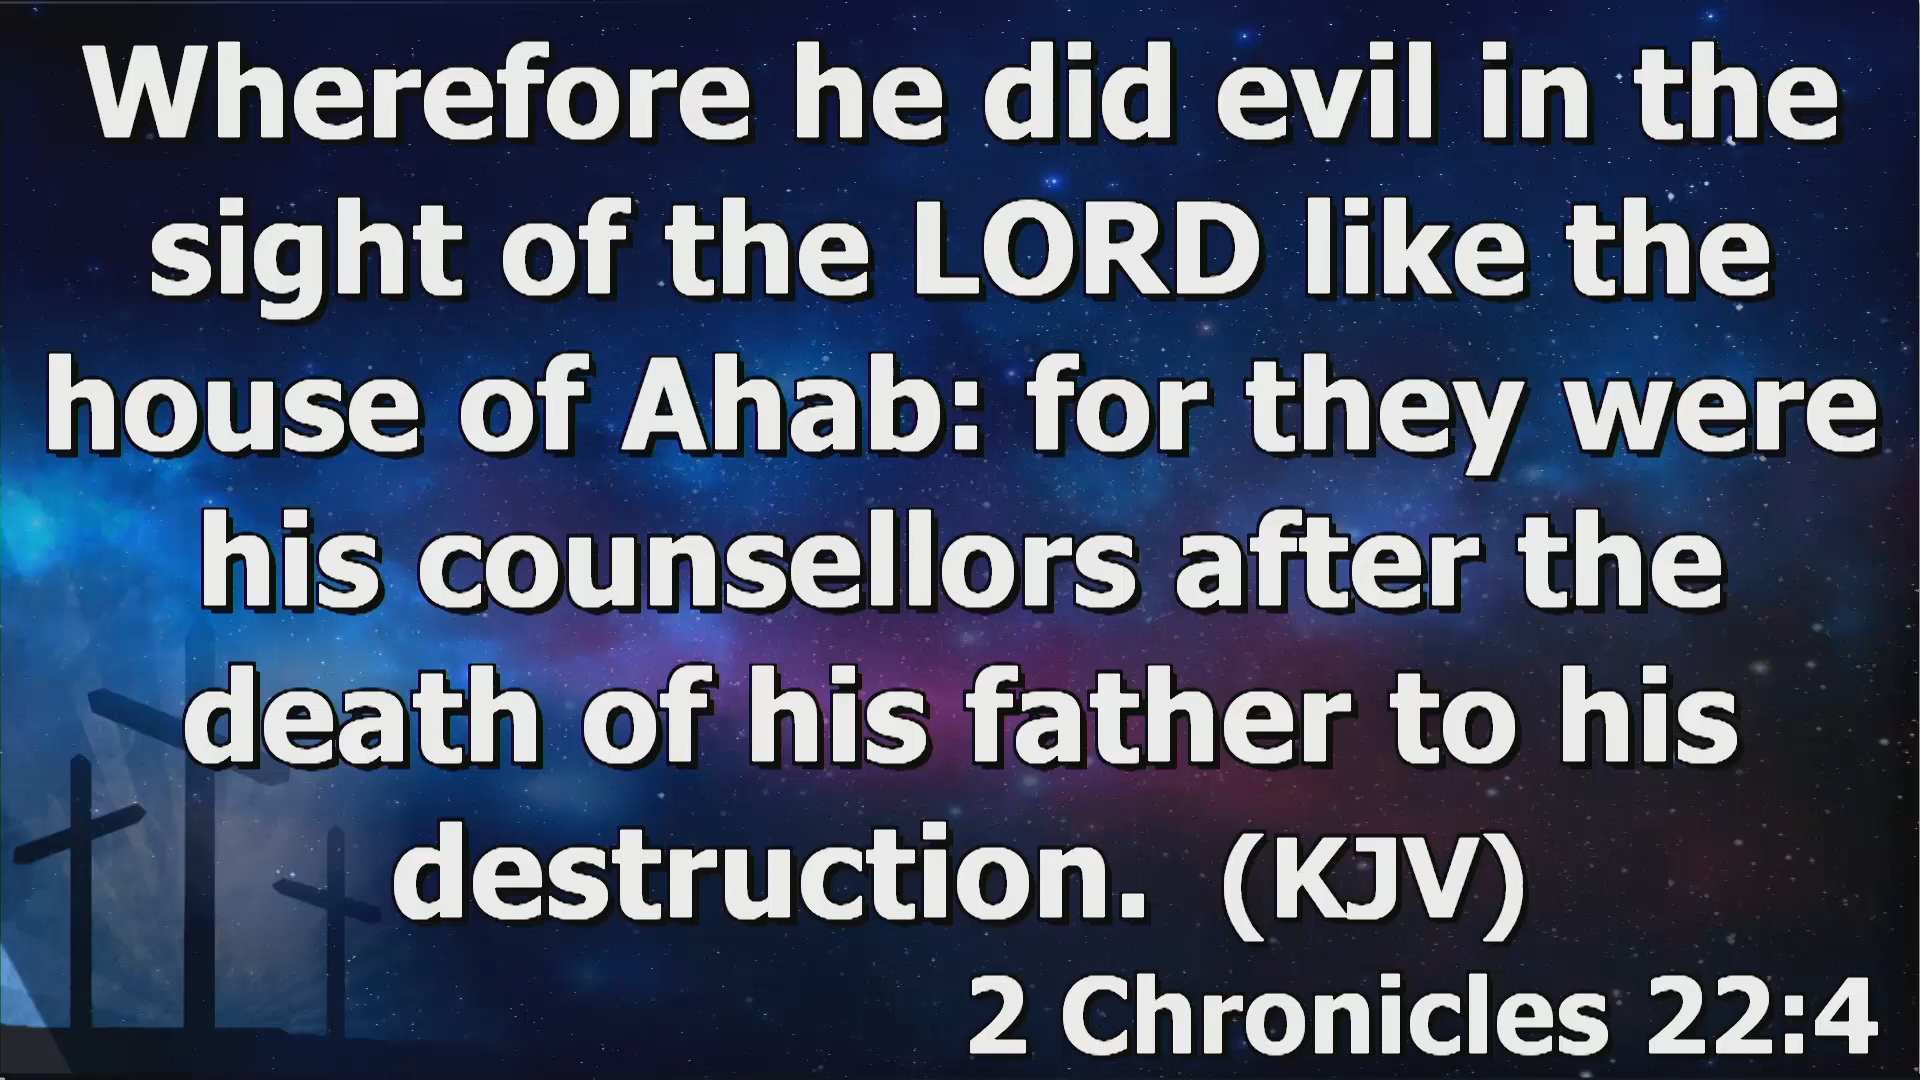 Wherefore he did evil in the
sight of the LORD like the
house of Ahab: for they were
his counsellors after the
death of his father to his
destruction. (KJV)
2 Chronicles 22:4